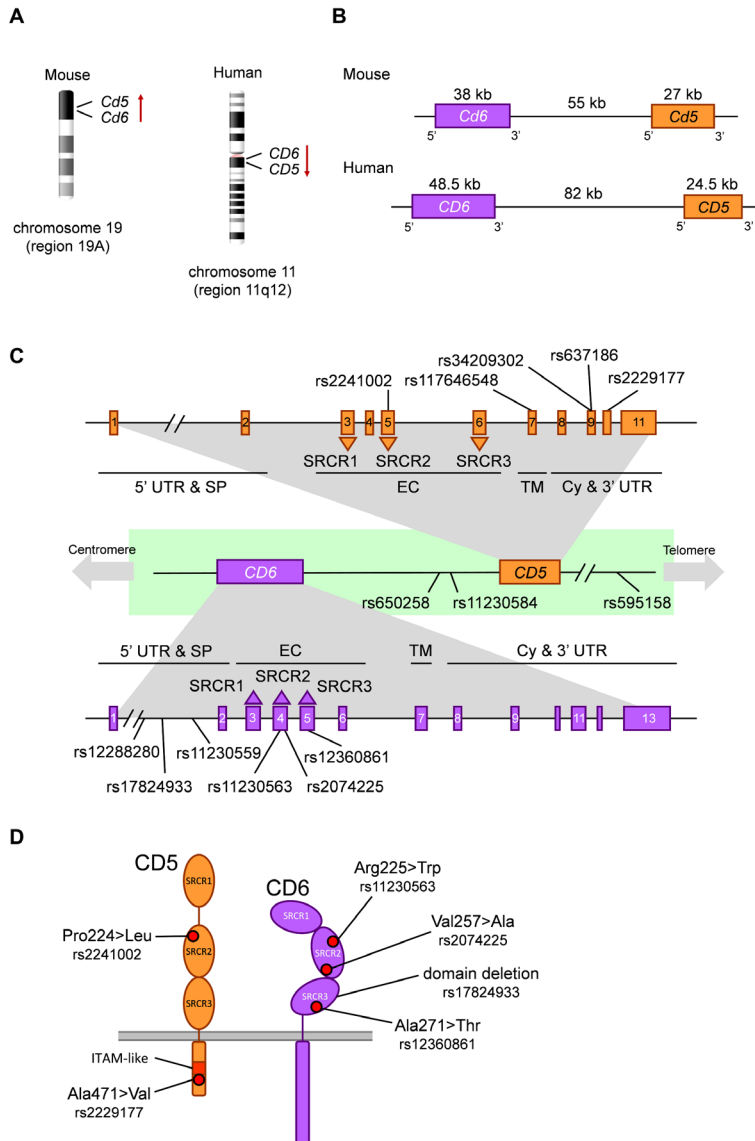 A
Mouse
Cd5
Cd6
chromosome 19
(region 19A)
Human
CD6
CD5
chromosome 11
(region 11q12)
B
Mouse
38 kb
55 kb
27 kb
Cd6
Cd5
5’
3’
5’
3’
Human
48.5 kb
82 kb
24.5 kb
CD6
CD5
5’
3’
5’
3’
C
rs34209302
rs637186
rs2241002
rs117646548
rs2229177
1
2
3
4
5
6
7
8
9
11
SRCR1
SRCR2
SRCR3
5’ UTR & SP
EC
TM
Cy & 3’ UTR
Centromere
Telomere
CD6
CD5
rs650258
rs11230584
rs595158
5’ UTR & SP
EC
TM
Cy & 3’ UTR
SRCR1
SRCR2
SRCR3
1
2
3
4
5
6
7
8
9
11
13
rs12288280
rs11230559
rs12360861
rs17824933
rs11230563
rs2074225
D
CD5
SRCR1
SRCR2
SRCR3
Pro224>Leu
rs2241002
ITAM-like
Ala471>Val
rs2229177
CD6
SRCR1
SRCR2
SRCR3
Arg225>Trp
rs11230563
Val257>Ala
rs2074225
domain deletion
rs17824933
Ala271>Thr
rs12360861